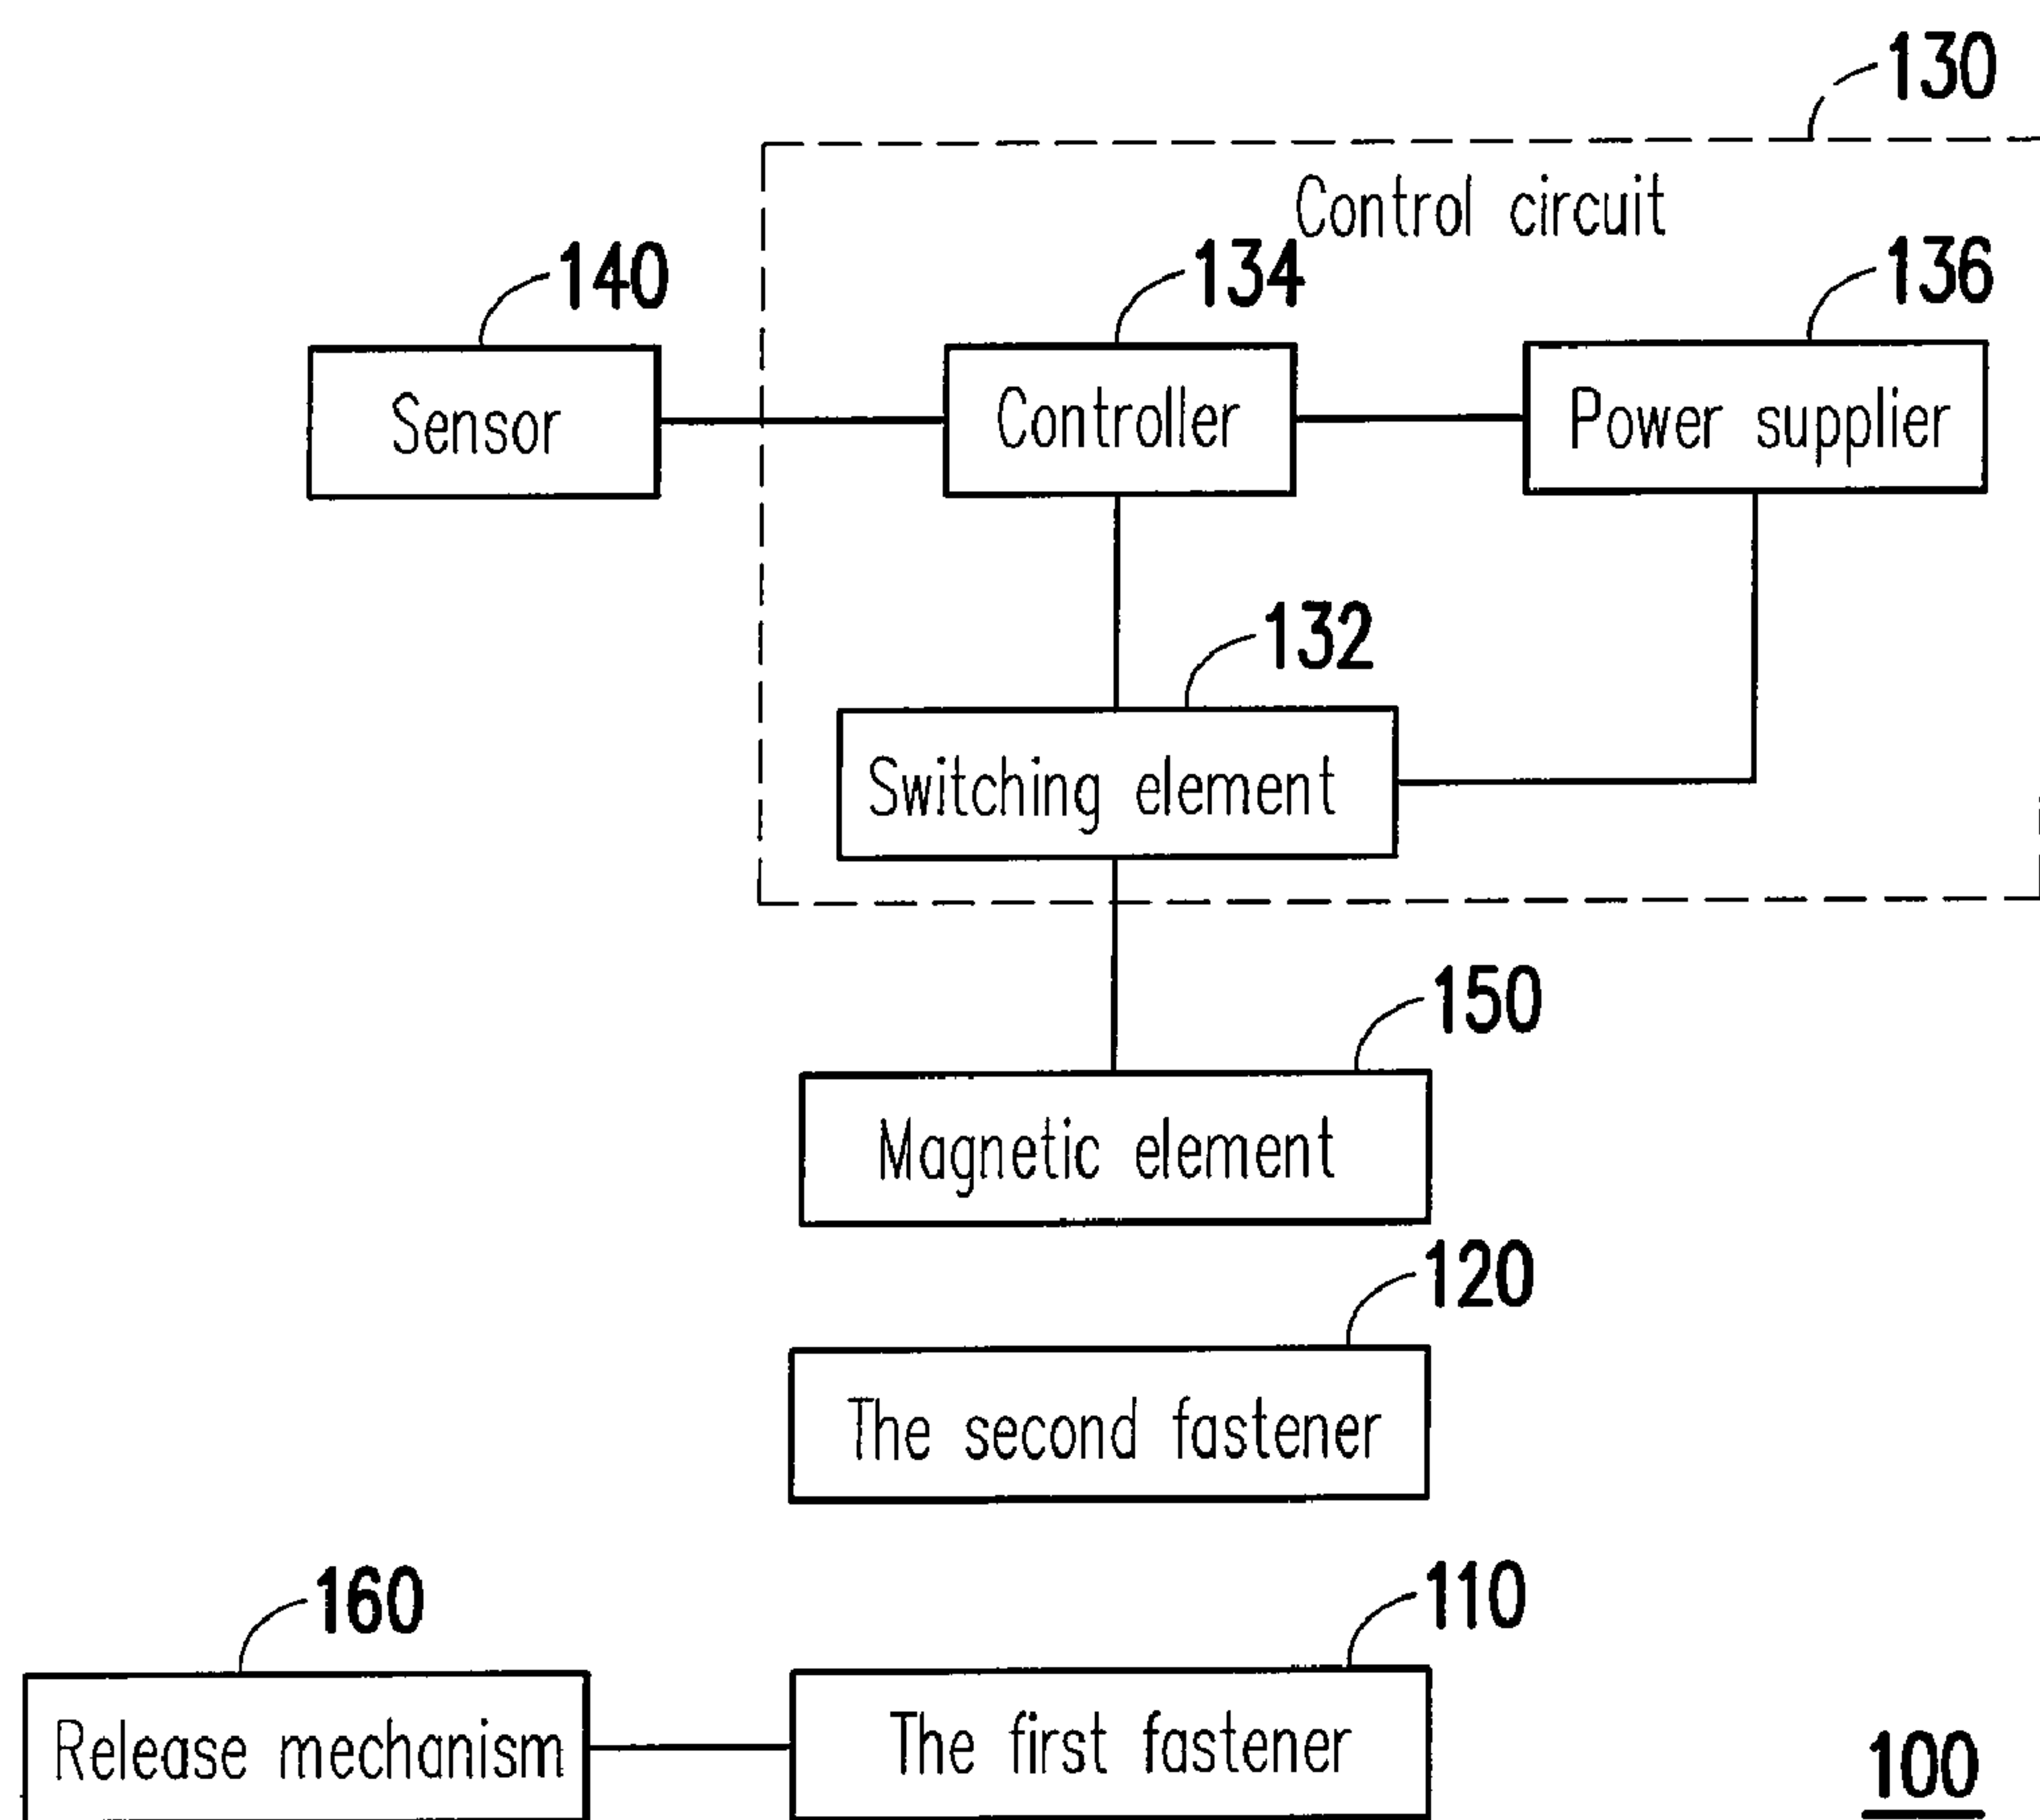 130
Control circuit
140
134
136
Sensor
Controller
Power supplier
132
Switching element
150
Magnetic element
120
The second fastener
160
110
Release mechanism
The first fastener
100